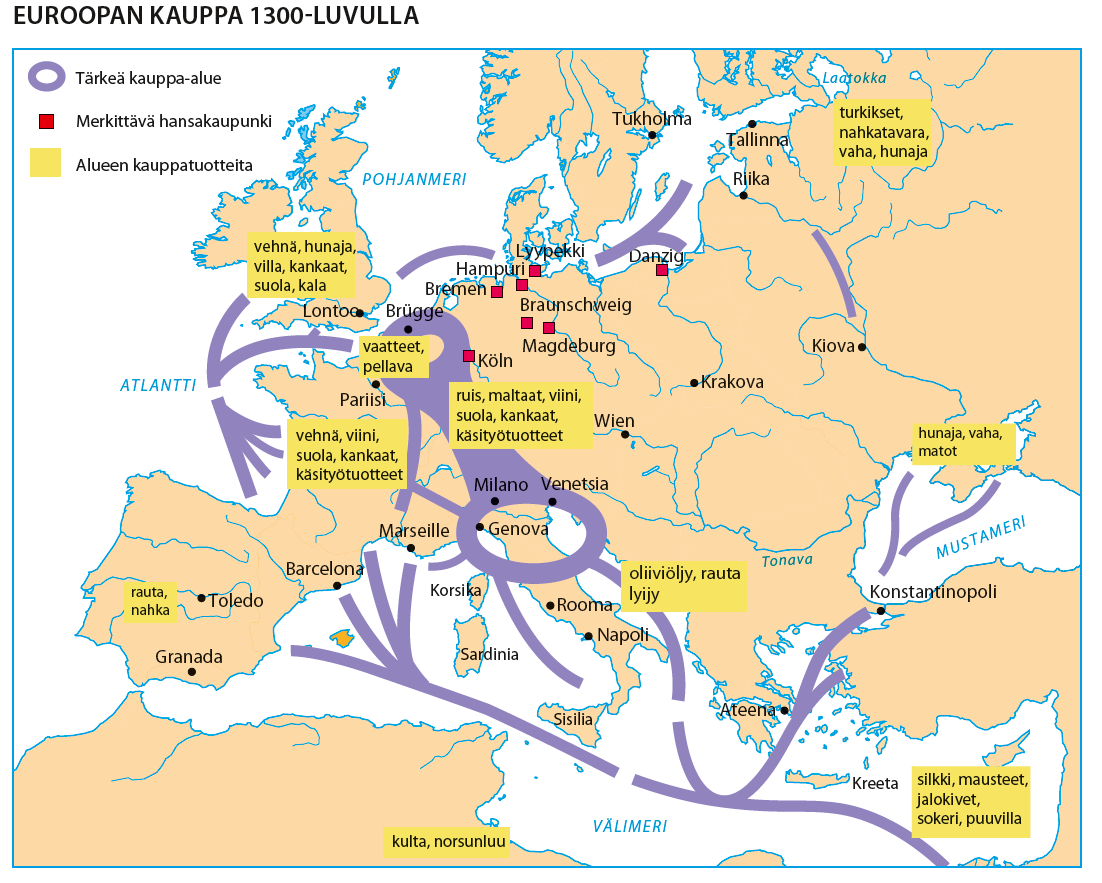 EUROOPAN KAUPPA 1300-LUVULLA
Tärkeä kauppa-alue
Merkittävä hansakaupunki
Alueen kauppatuotteita
Laatokka
turkikset,
nahkatavara,
vaha, hunaja
Tukholma
Tallinna
Riika
POHJANMERI
vehnä, hunaja,
villa, kankaat,
suola, kala
Lyypekki
Hampuri
Danzig
Bremen
Braunschweig
Lontoo
Brügge
Magdeburg
Kiova
vaatteet,
pellava
Köln
ATLANTTI
Pariisi
Krakova
ruis, maltaat, viini,
suola, kankaat,
käsityötuotteet
Wien
vehnä, viini,
suola, kankaat,
käsityötuotteet
hunaja, vaha,
matot
Milano
Venetsia
Marseille
Genova
MUSTAMERI
Tonava
Barcelona
oliiviöljy, rauta
lyijy
Korsika
Konstantinopoli
rauta,
nahka
Toledo
Rooma
Napoli
Granada
Sardinia
Sisilia
Ateena
Kreeta
silkki, mausteet,
jalokivet,
sokeri, puuvilla
VÄLIMERI
kulta, norsunluu